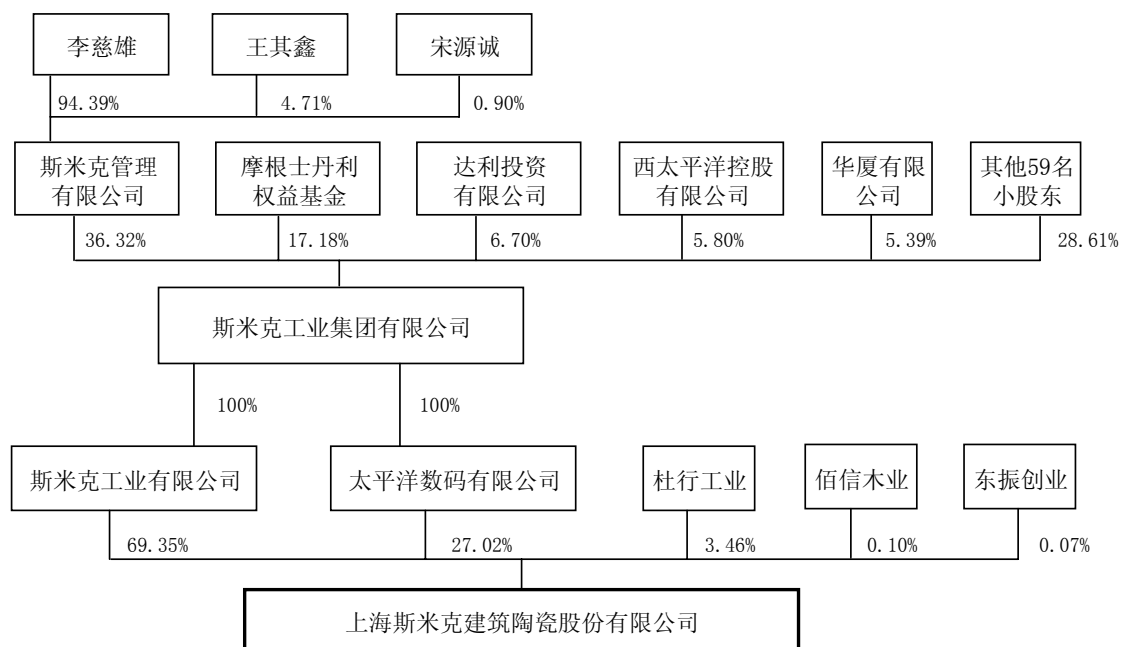 李慈雄 王其鑫 宋源诚
94.39% 4.71% 0.90%
斯米克管理 摩根士丹利 达利投资 西太平洋控股 华厦有限 其他59名
有限公司 权益基金 有限公司 有限公司 公司 小股东
36.32% 17.18% 6.70% 5.80% 5.39% 28.61%
斯米克工业集团有限公司
100% 100%
斯米克工业有限公司 太平洋数码有限公司 杜行工业 佰信木业 东振创业
69.35% 27.02% 3.46% 0.10% 0.07%
上海斯米克建筑陶瓷股份有限公司